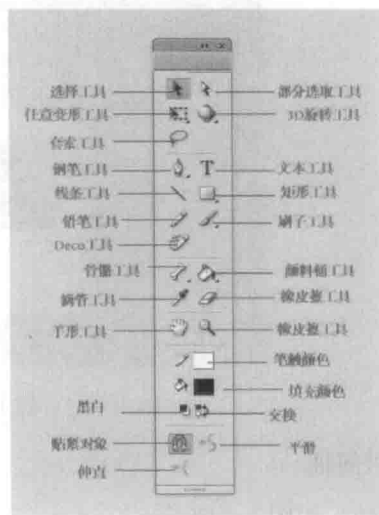 选择工具 部分选取工具
任意变形工具 3D旋转工具
套索工具
钢笔工具 T 文本工具
线条工具 矩形工具
铅笔工具 刷子工具
Deco工具
骨骼工具 颜料桶工具
滴管工具 橡皮擦工具
手形工具 橡皮擦工具
笔触颜色
填充颜色
黑白 交换
贴紧对象 平滑
伸直